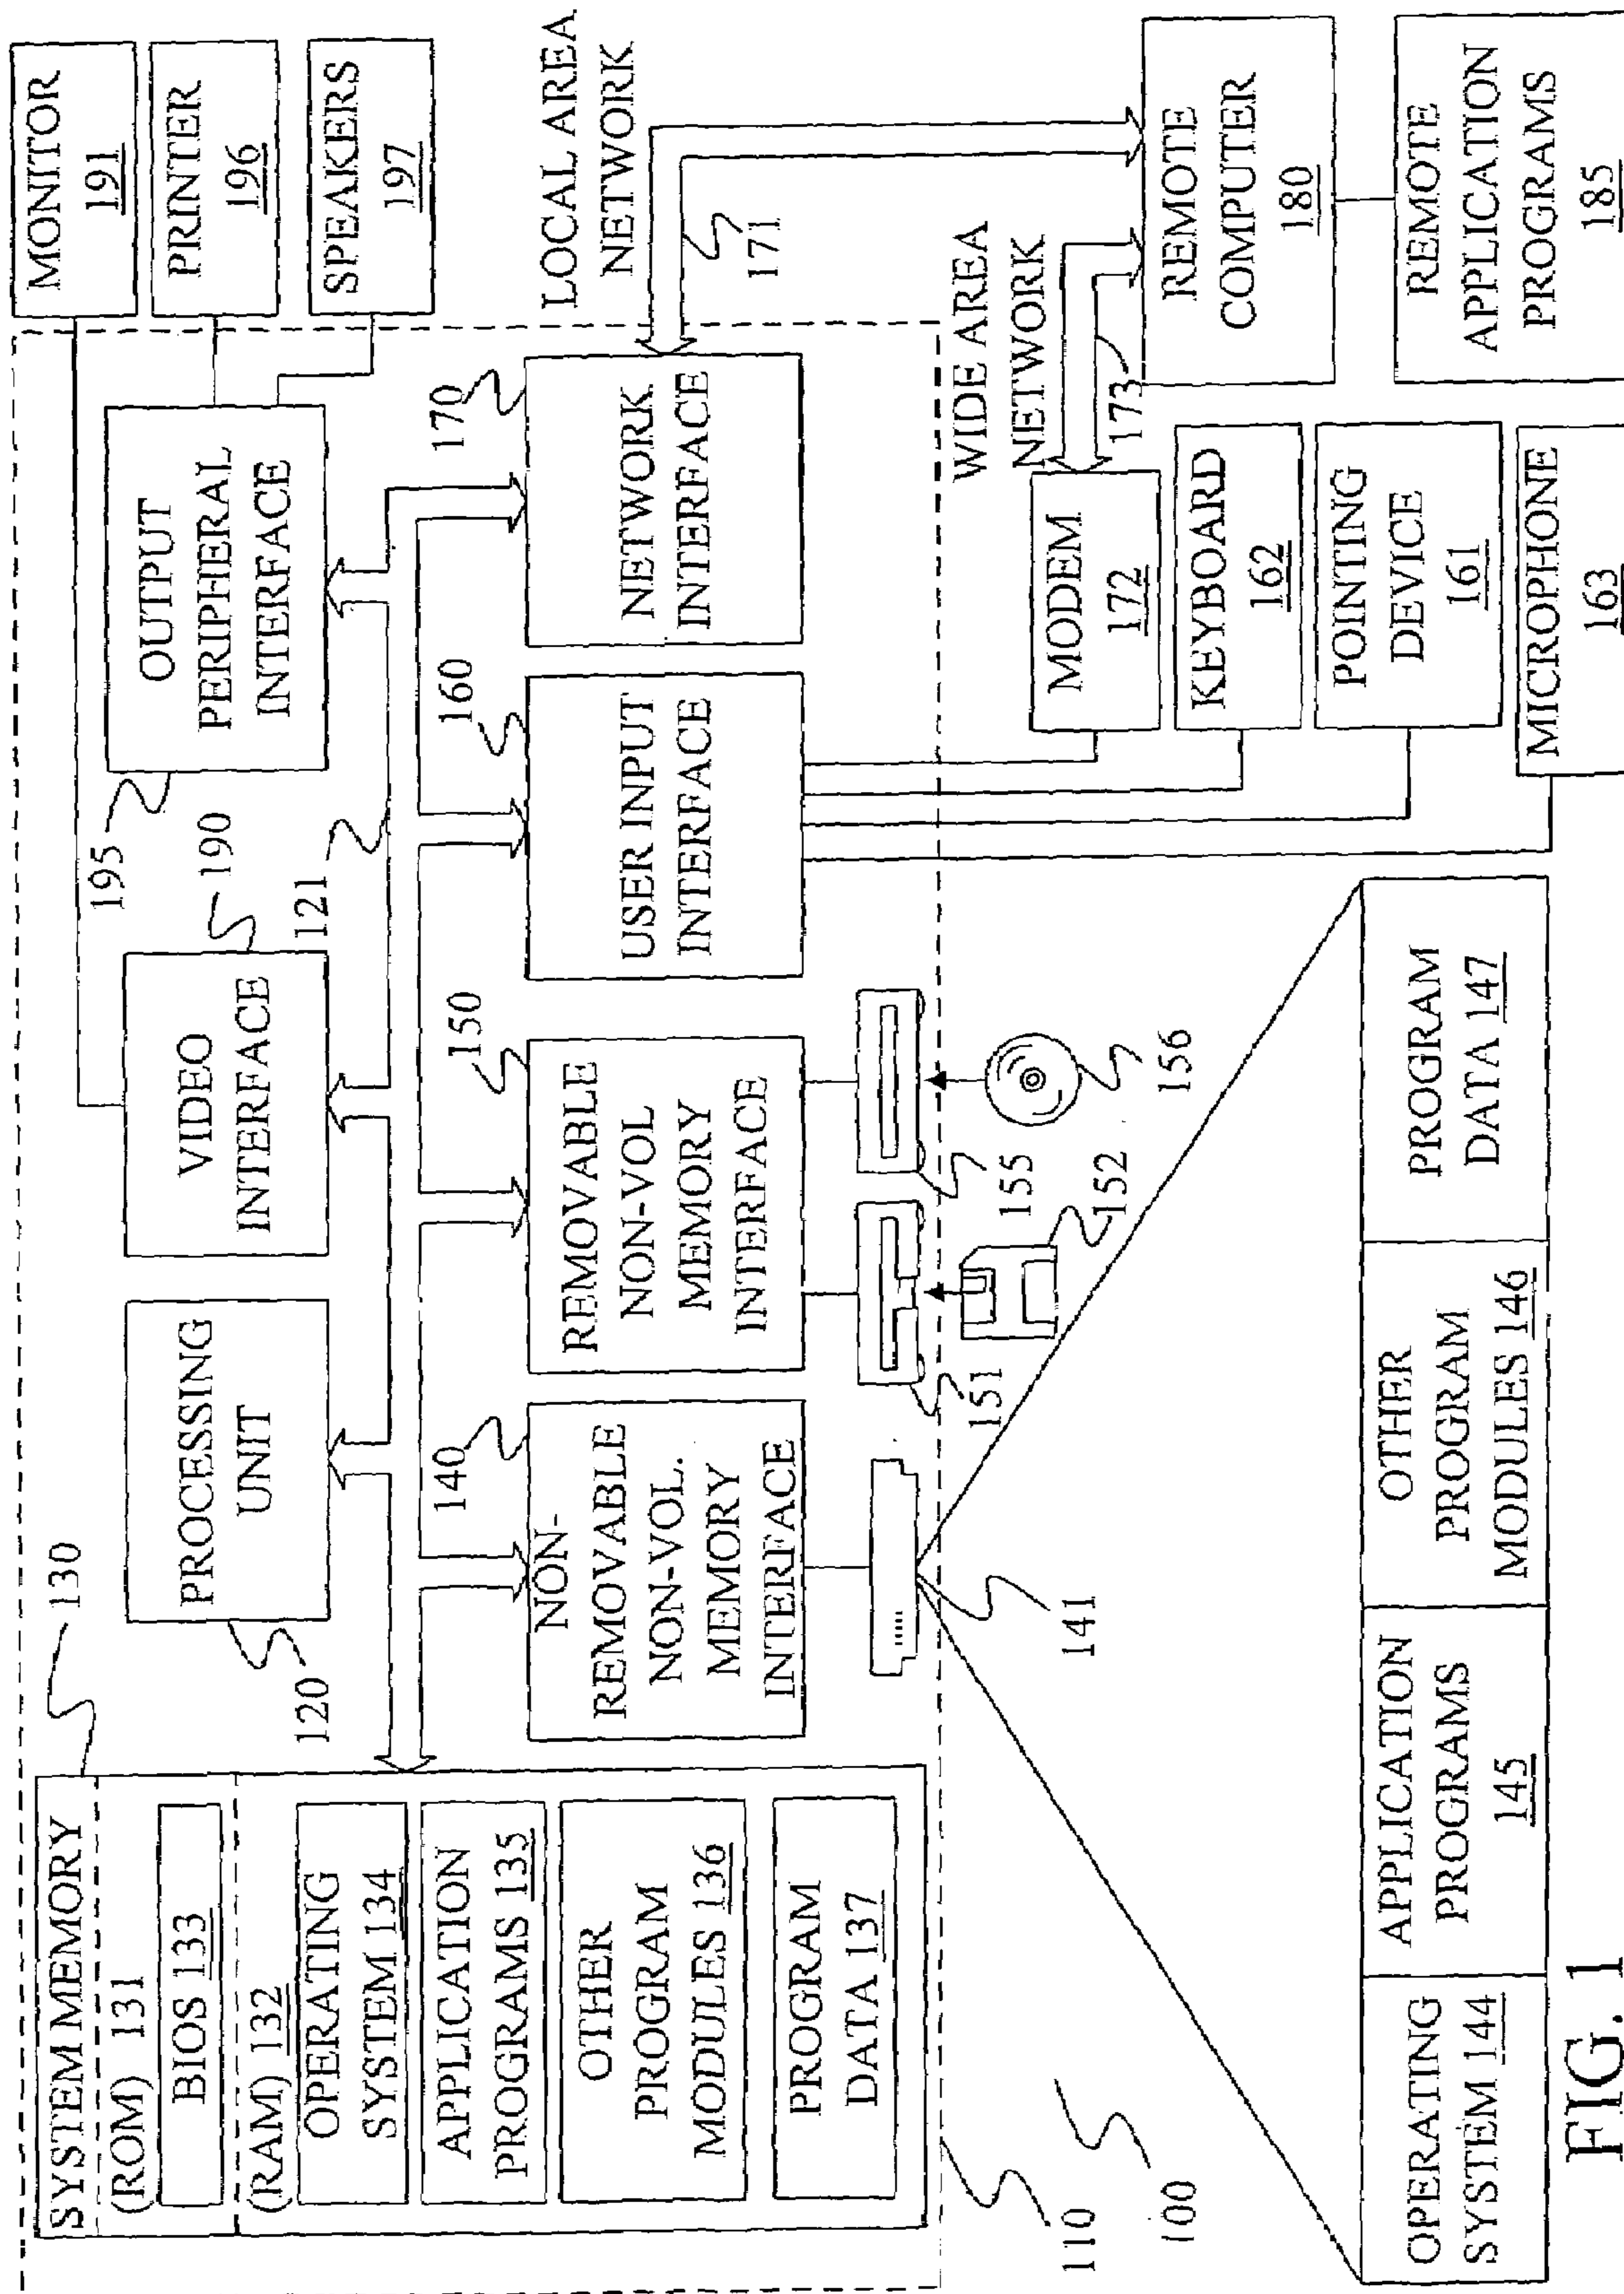 SYSTEM MEMORY
(ROM) 131
BIOS 133
(RAM) 132
OPERATING
SYSTEM 134
APPLICATION
PROGRAMS 135
OTHER
PROGRAM
MODULES 136
PROGRAM
DATA 137
130
PROCESSING
UNIT
120
VIDEO
INTERFACE
190
121
OUTPUT
PERIPHERAL
INTERFACE
195
MONITOR
191
PRINTER
196
SPEAKERS
197
NON-
REMOVABLE
NON-VOL.
MEMORY
INTERFACE
140
REMOVABLE
NON-VOL
MEMORY
INTERFACE
150
USER INPUT
INTERFACE
160
NETWORK
INTERFACE
170
LOCAL AREA
NETWORK
171
141
151
152
155
156
WIDE AREA
NETWORK
173
MODEM
172
KEYBOARD
162
POINTING
DEVICE
161
MICROPHONE
163
REMOTE
COMPUTER
180
REMOTE
APPLICATION
PROGRAMS
185
110
100
OPERATING
SYSTEM 144
APPLICATION
PROGRAMS
145
OTHER
PROGRAM
MODULES 146
PROGRAM
DATA 147
FIG. 1